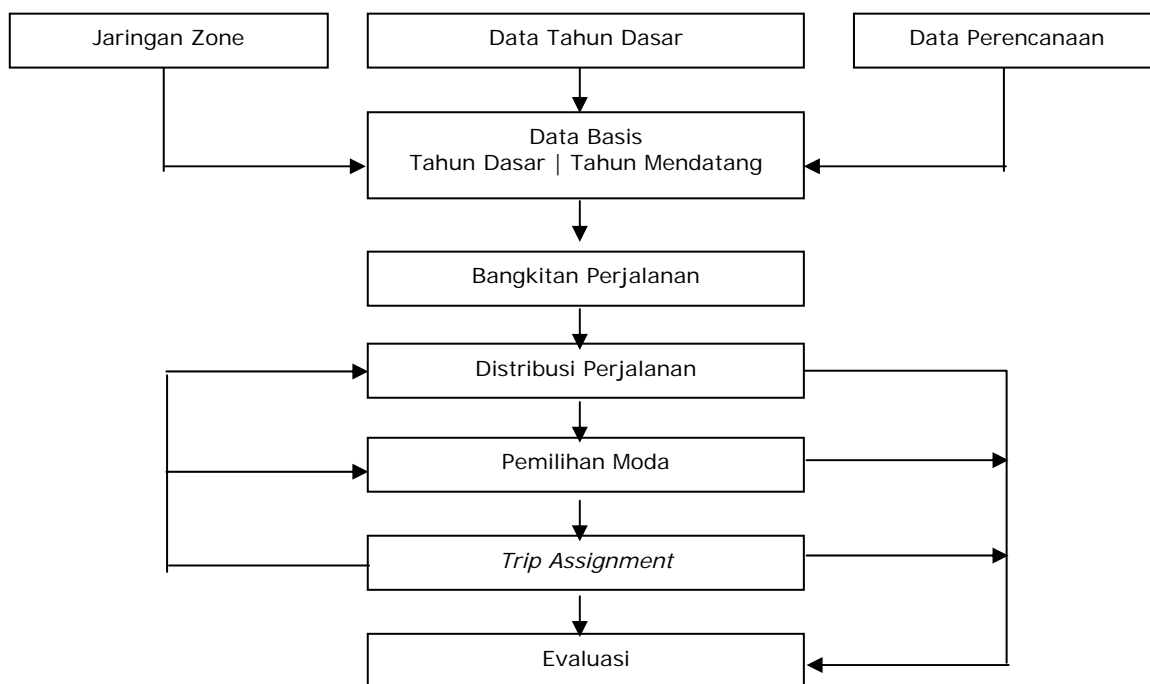 Jaringan Zone
Data Tahun Dasar
Data Perencanaan
Data Basis
Tahun Dasar | Tahun Mendatang
Bangkitan Perjalanan
Distribusi Perjalanan
Pemilihan Moda
Trip Assignment
Evaluasi